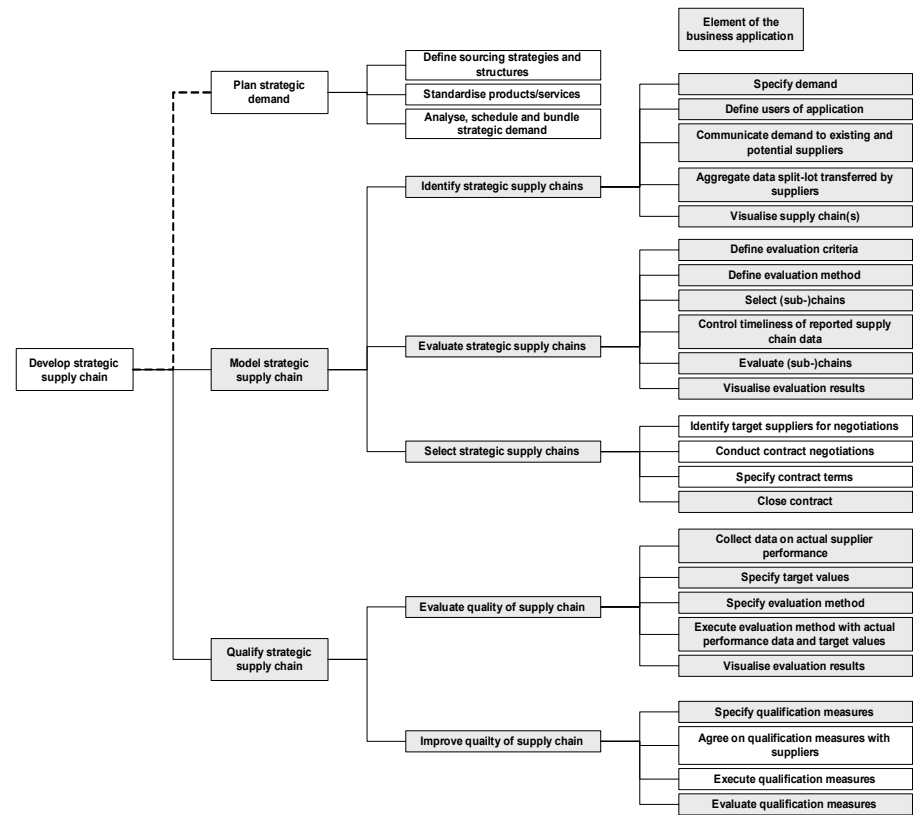 Element of the
business application
Plan strategic
demand
Define sourcing strategies and
structures
Standardise products/services
Analyse, schedule and bundle
strategic demand
Specify demand
Define users of application
Communicate demand to existing and
potential suppliers
Identify strategic supply chains
Aggregate data split-lot transferred by
suppliers
Visualise supply chain(s)
Define evaluation criteria
Define evaluation method
Select (sub-)chains
Develop strategic
supply chain
Model strategic
supply chain
Evaluate strategic supply chains
Control timeliness of reported supply
chain data
Evaluate (sub-)chains
Visualise evaluation results
Identify target suppliers for negotiations
Select strategic supply chains
Conduct contract negotiations
Specify contract terms
Close contract
Collect data on actual supplier
performance
Specify target values
Evaluate quality of supply chain
Specify evaluation method
Execute evaluation method with actual
performance data and target values
Qualify strategic
supply chain
Visualise evaluation results
Specify qualification measures
Improve quailty of supply chain
Agree on qualification measures with
suppliers
Execute qualification measures
Evaluate qualification measures